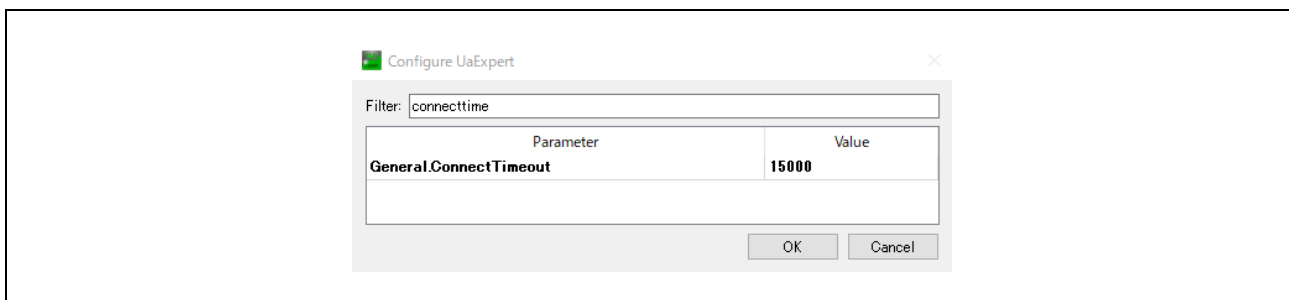 Configure UaExpert
Filter: connecttime
Parameter Value
General.ConnectTimeout 15000
OK Cancel